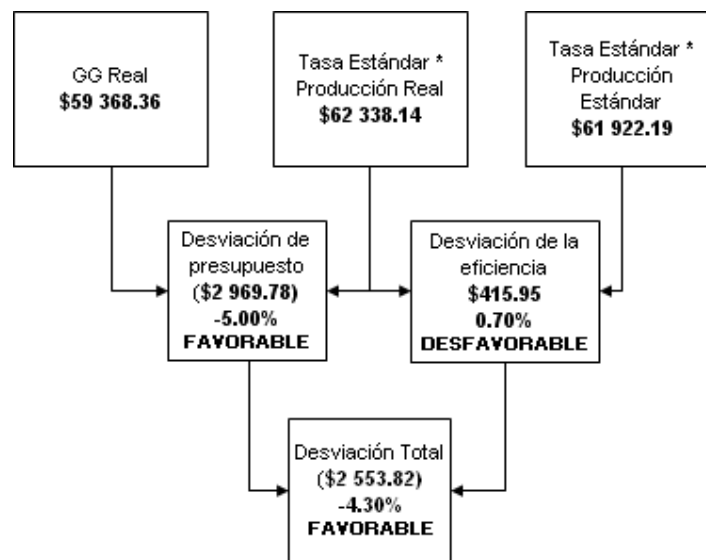 GG Real
$59 368.36
Tasa Estándar *
Producción Real
$62 338.14
Tasa Estándar *
Producción
Estándar
$61 922.19
Desviación de
presupuesto
($2 969.78)
-5.00%
FAVORABLE
Desviación de la
eficiencia
$415.95
0.70%
DESFAVORABLE
Desviación Total
($2 553.82)
-4.30%
FAVORABLE